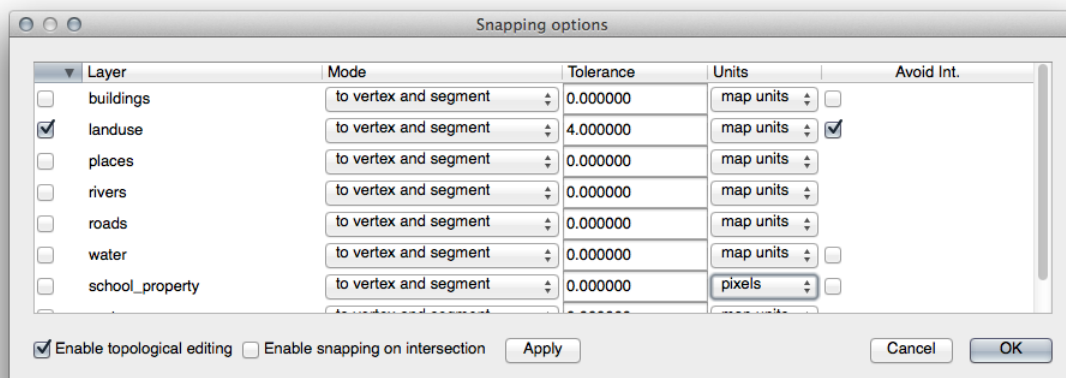 Snapping options
Layer Mode Tolerance Units Avoid Int.
buildings to vertex and segment 0.000000 map units
landuse to vertex and segment 4.000000 map units
places to vertex and segment 0.000000 map units
rivers to vertex and segment 0.000000 map units
roads to vertex and segment 0.000000 map units
water to vertex and segment 0.000000 map units
school_property to vertex and segment 0.000000 pixels
Enable topological editing Enable snapping on intersection Apply Cancel OK